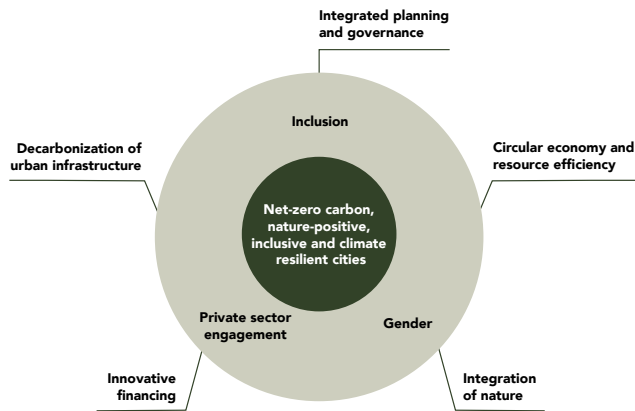 Integrated planning
and governance
Inclusion
Decarbonization of
urban infrastructure
Circular economy and
resource efficiency
Net-zero carbon,
nature-positive,
inclusive and climate
resilient cities
Private sector
engagement
Gender
Innovative
financing
Integration
of nature